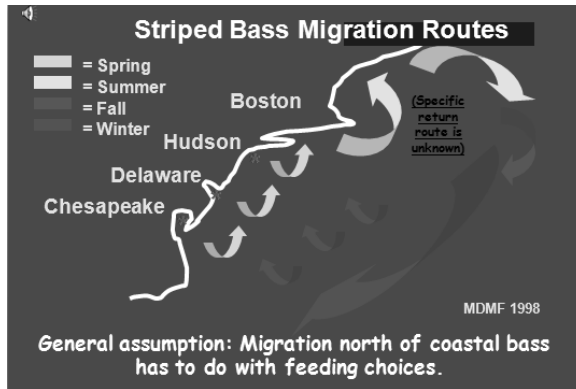 Striped Bass Migration Routes
= Spring
= Summer
= Fall
= Winter
Boston
Hudson
Delaware
Chesapeake
(Specific
return
route is
unknown)
MDMF 1998
General assumption: Migration north of coastal bass
has to do with feeding choices.